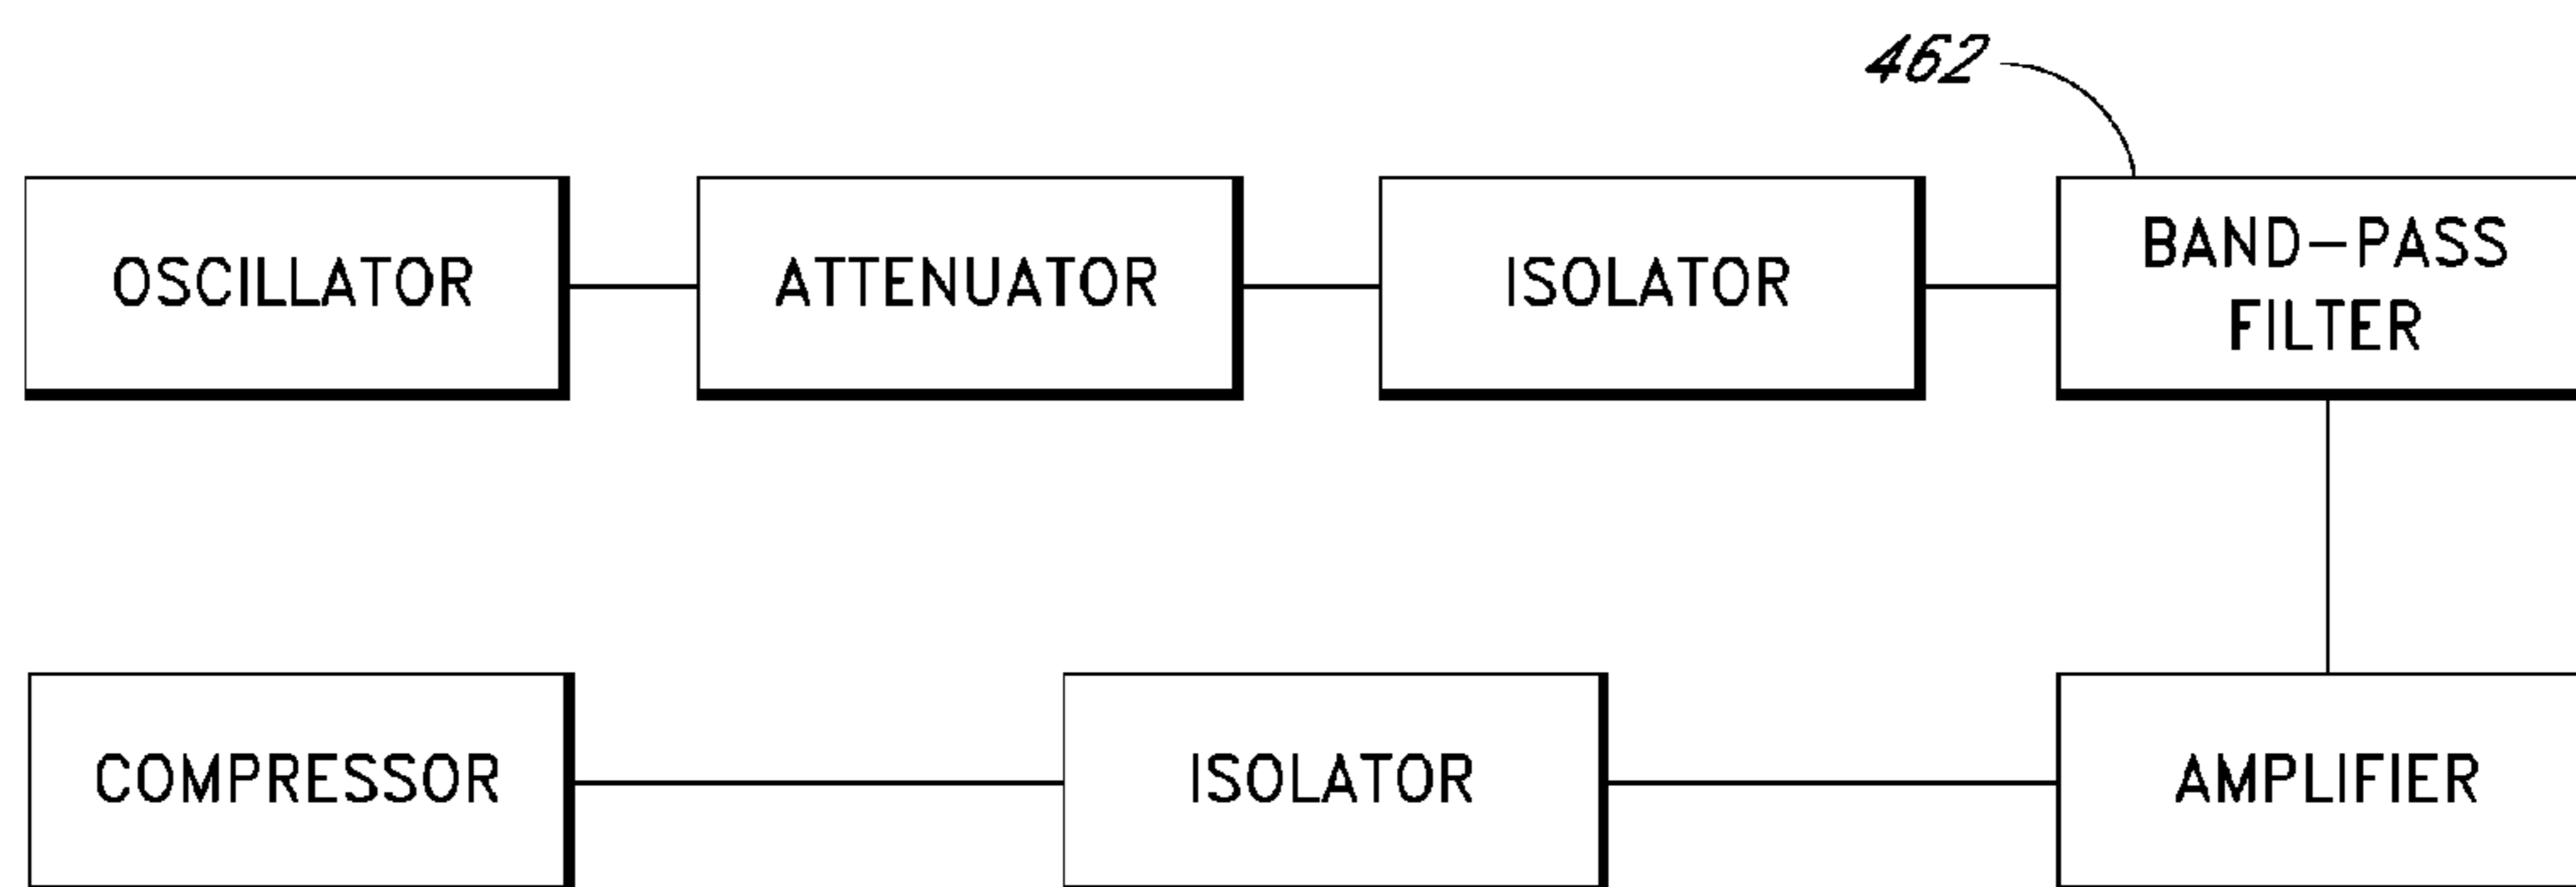 462
OSCILLATOR
ATTENUATOR
ISOLATOR
BAND-PASS
FILTER
COMPRESSOR
ISOLATOR
AMPLIFIER